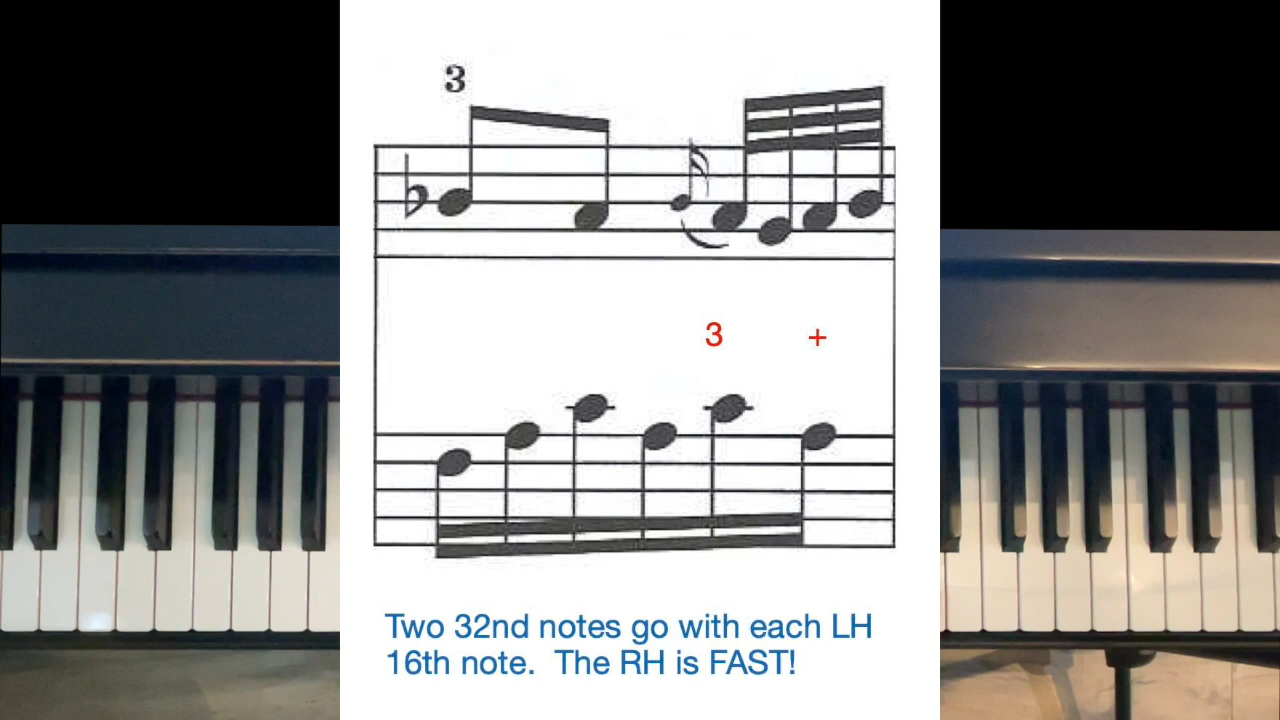 3
3 +
Two 32nd notes go with each LH
16th note. The RH is FAST!